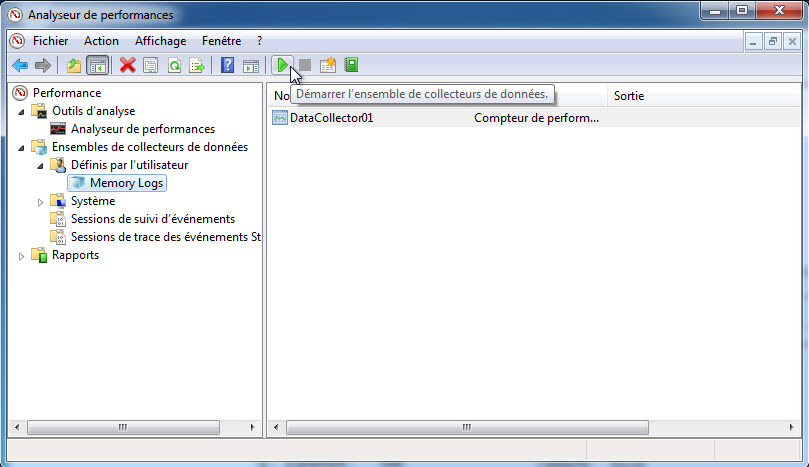 Analyseur de performances
Fichier Action Affichage Fenêtre ?
Démarrer l'ensemble de collecteurs de données.
No
Sortie
Performance
Outils d'analyse
Analyseur de performances
Ensembles de collecteurs de données
Définis par l'utilisateur
Memory Logs
Système
Sessions de suivi d'événements
Sessions de trace des événements St
Rapports
DataCollector01 Compteur de perform...